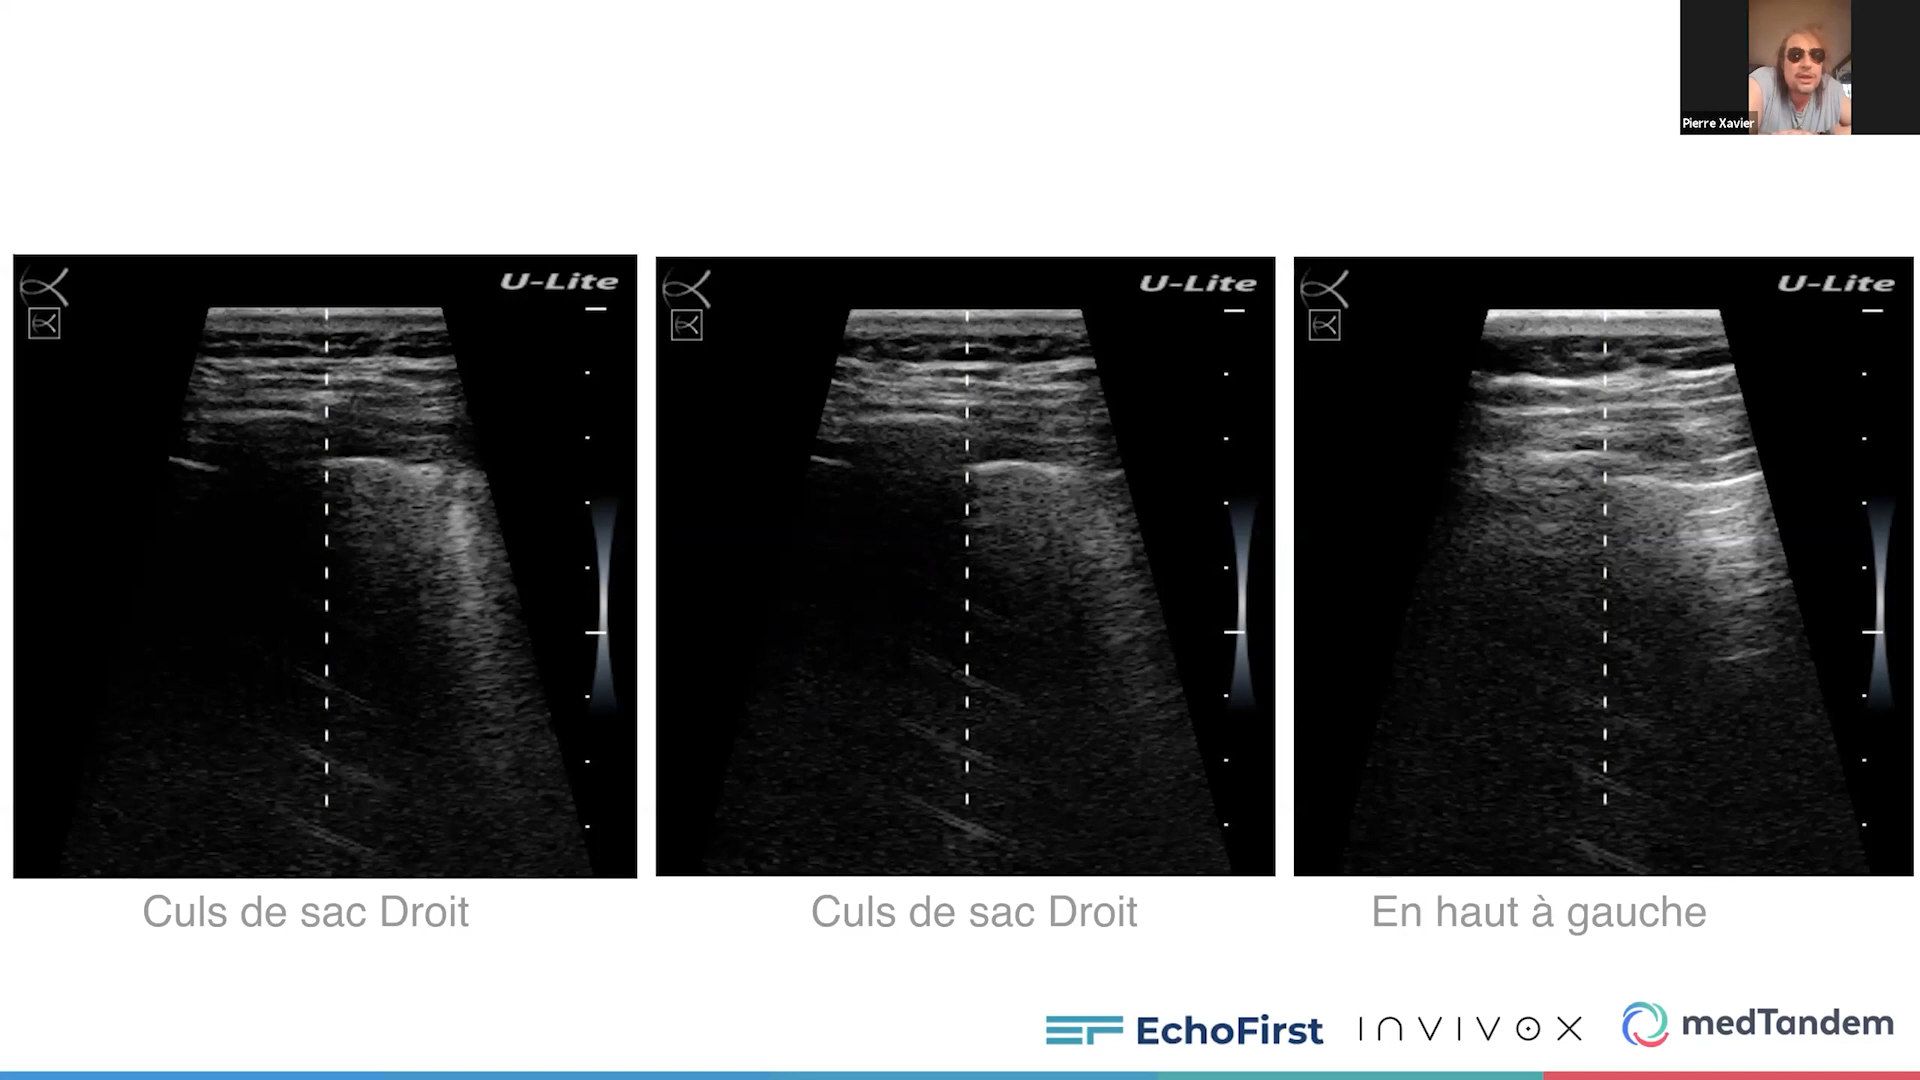 Pierre Xavier
U-Lite
U-Lite
U-Lite
Culs de sac Droit
Culs de sac Droit
En haut à gauche
EchoFirst
INVIVOX
medTandem